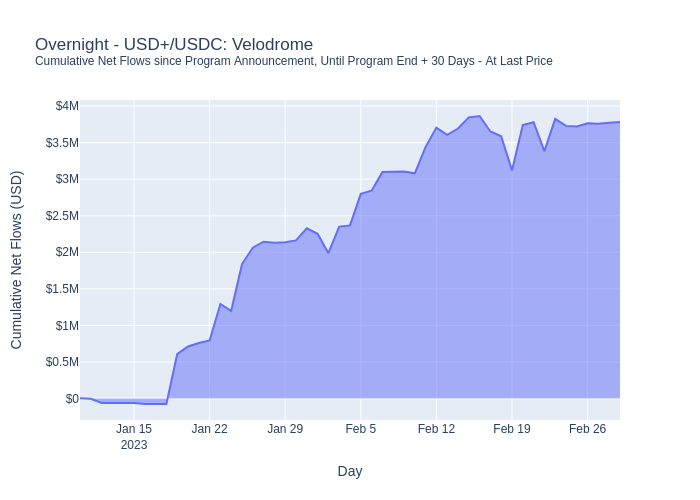 Overnight - USD+/USDC: Velodrome
Cumulative Net Flows since Program Announcement, Until Program End + 30 Days - At Last Price
Cumulative Net Flows (USD)
$4M
$3.5M
$3M
$2.5M
$2M
$1.5M
$1M
$0.5M
$0
Jan 15 Jan 22 Jan 29 Feb 5 Feb 12 Feb 19 Feb 26
2023
Day